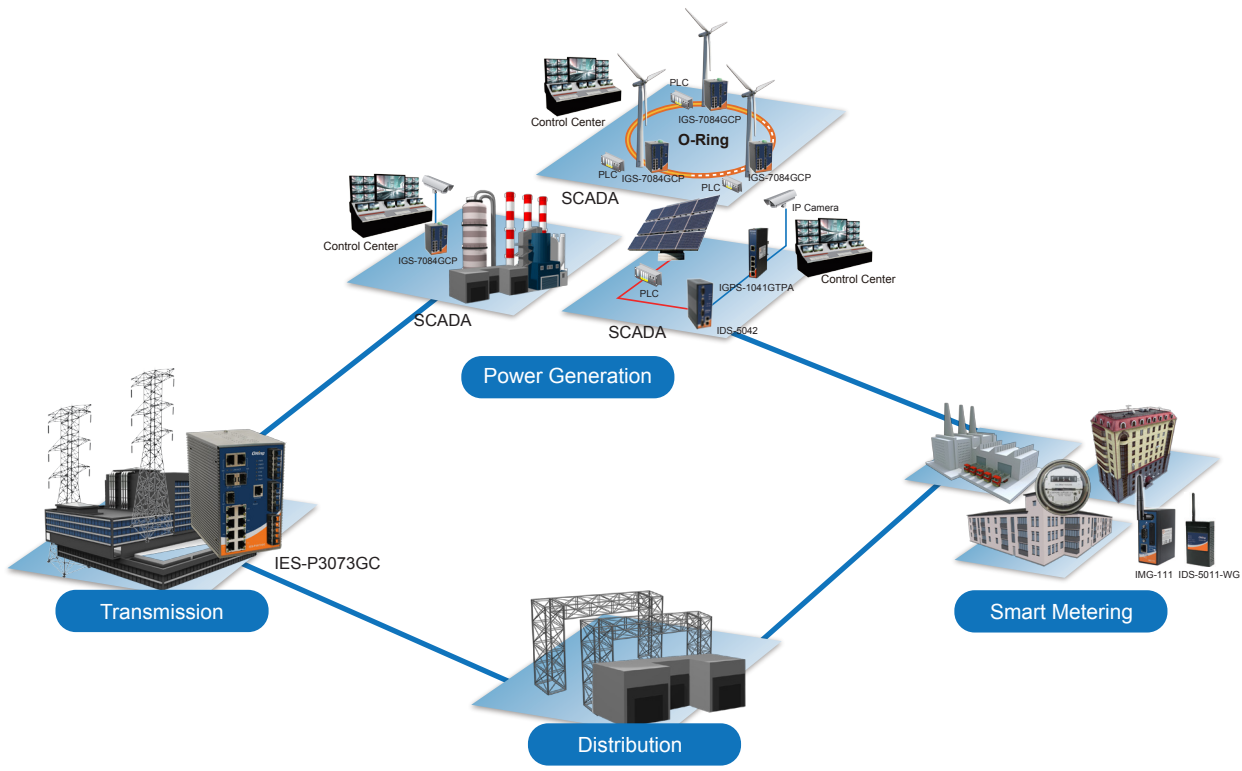 PLC
IGS-7084GCP
Control Center
O-Ring
PLC
IGS-7084GCP
IGS-7084GCP
PLC
SCADA
IP Camera
Control Center
IGS-7084GCP
PLC
IGPS-1041GTPA
Control Center
SCADA
SCADA
IDS-5042
Power Generation
ORing
IES-P3073GC
Transmission
IMG-111
IDS-5011-WG
Smart Metering
Distribution